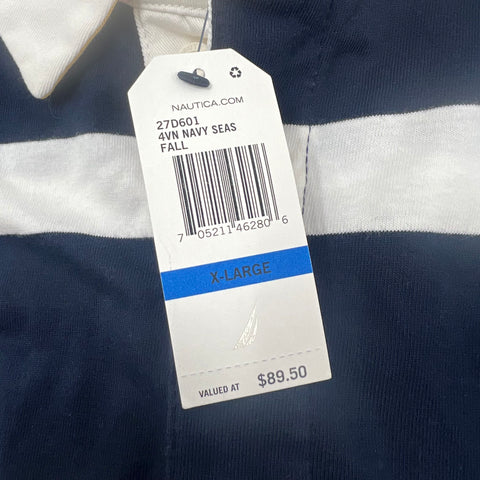 NAUTICA.COM
27D601
4VN NAVY SEAS
FALL
7 05211 46280 6
X-LARGE
VALUED AT $89.50